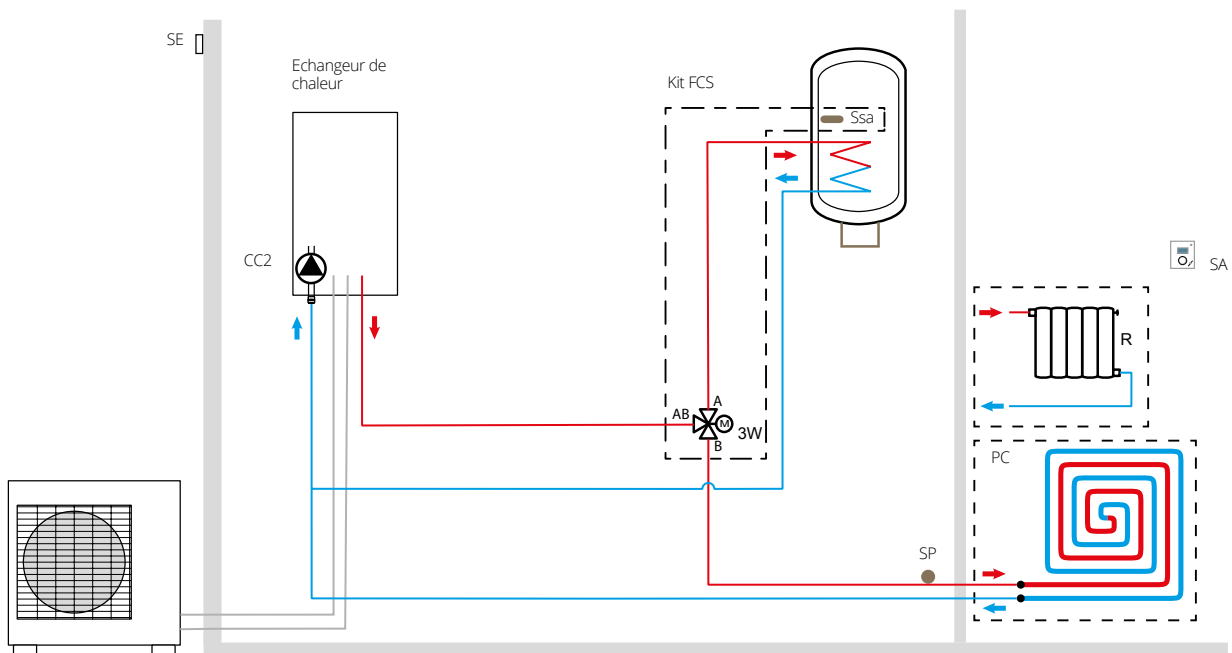 SE
Echangeur de
chaleur
Kit FCS
Ssa
CC2
SA
R
A
AB
M
3W
B
PC
SP